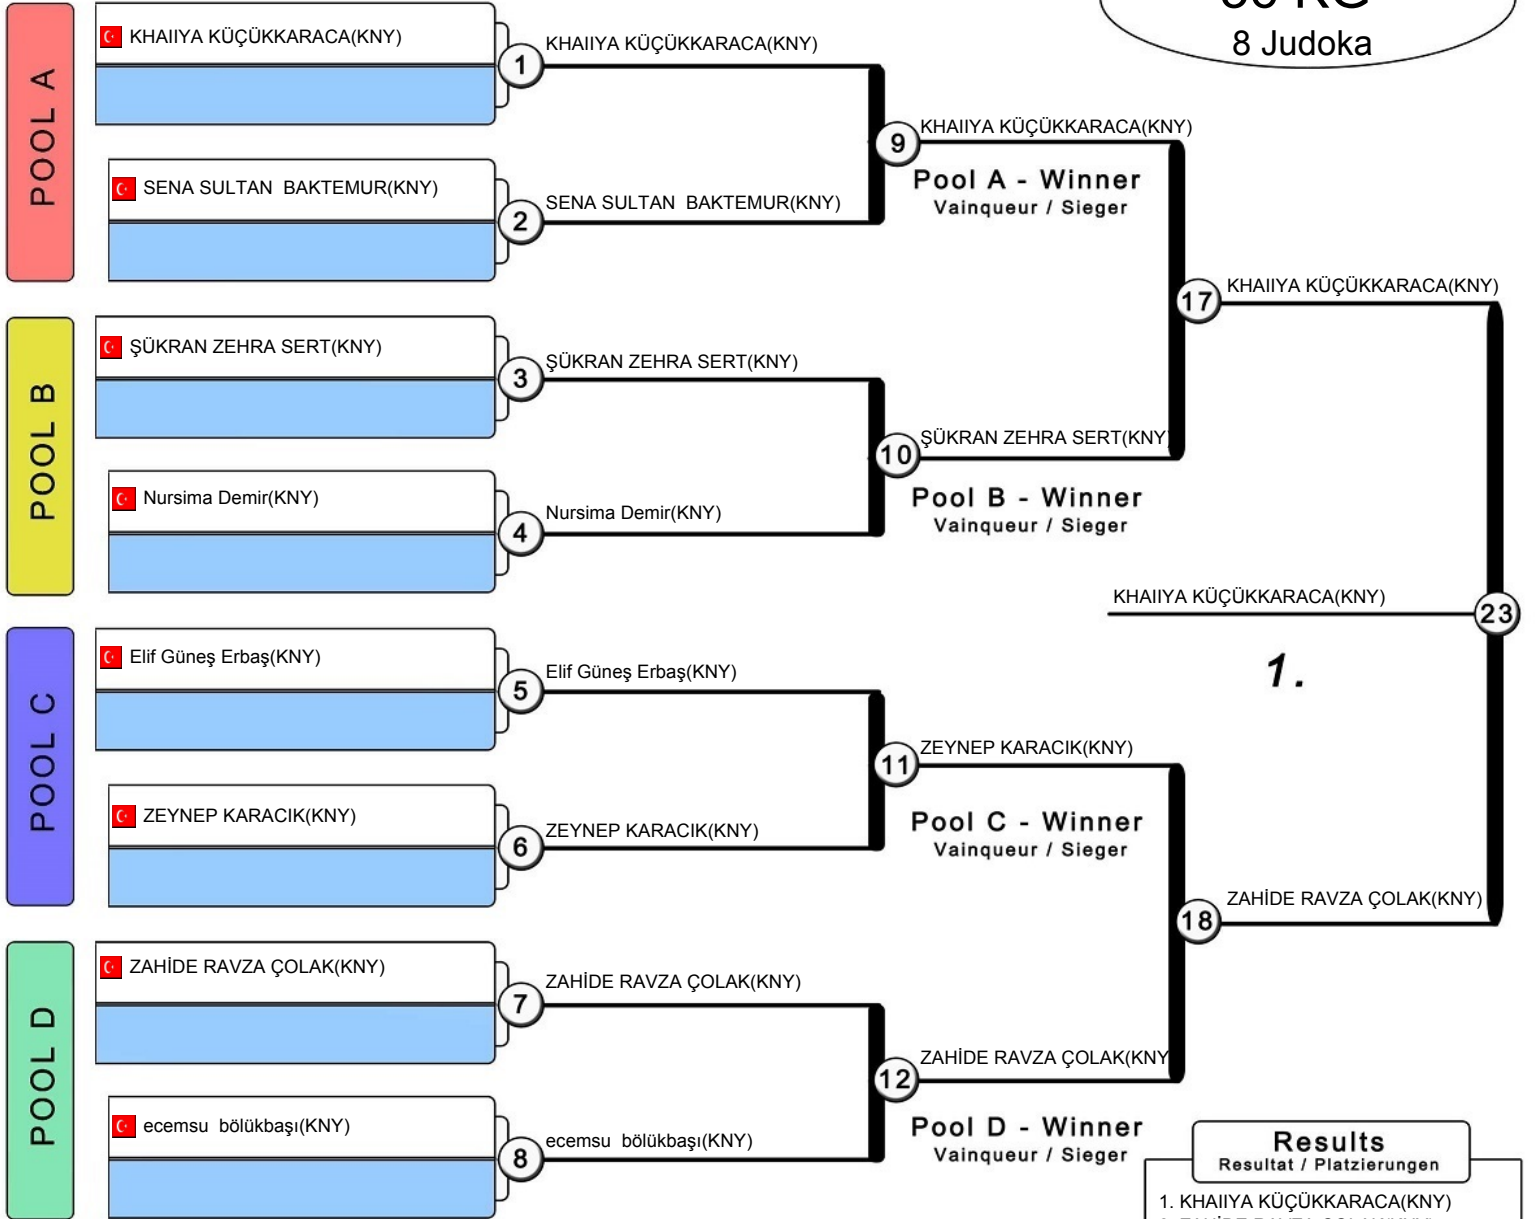 KG
8 Judoka
POOL A
KHAIIYA KÜÇÜKKARACA(KNY)
1
KHAIIYA KÜÇÜKKARACA(KNY)
SENA SULTAN BAKTEMUR(KNY)
2
SENA SULTAN BAKTEMUR(KNY)
9
KHAIIYA KÜÇÜKKARACA(KNY)
Pool A - Winner
Vainqueur / Sieger
POOL B
ŞÜKRAN ZEHRA SERT(KNY)
3
ŞÜKRAN ZEHRA SERT(KNY)
Nursima Demir(KNY)
4
Nursima Demir(KNY)
10
ŞÜKRAN ZEHRA SERT(KNY)
Pool B - Winner
Vainqueur / Sieger
17
KHAIIYA KÜÇÜKKARACA(KNY)
KHAIIYA KÜÇÜKKARACA(KNY)
23
1.
POOL C
Elif Güneş Erbaş(KNY)
5
Elif Güneş Erbaş(KNY)
ZEYNEP KARACIK(KNY)
6
ZEYNEP KARACIK(KNY)
11
ZEYNEP KARACIK(KNY)
Pool C - Winner
Vainqueur / Sieger
18
ZAHİDE RAVZA ÇOLAK(KNY)
POOL D
ZAHİDE RAVZA ÇOLAK(KNY)
7
ZAHİDE RAVZA ÇOLAK(KNY)
ecemsu bölükbaşı(KNY)
8
ecemsu bölükbaşı(KNY)
12
ZAHİDE RAVZA ÇOLAK(KNY
Pool D - Winner
Vainqueur / Sieger
Results
Resultat / Platzierungen
1. KHAIIYA KÜÇÜKKARACA(KNY)